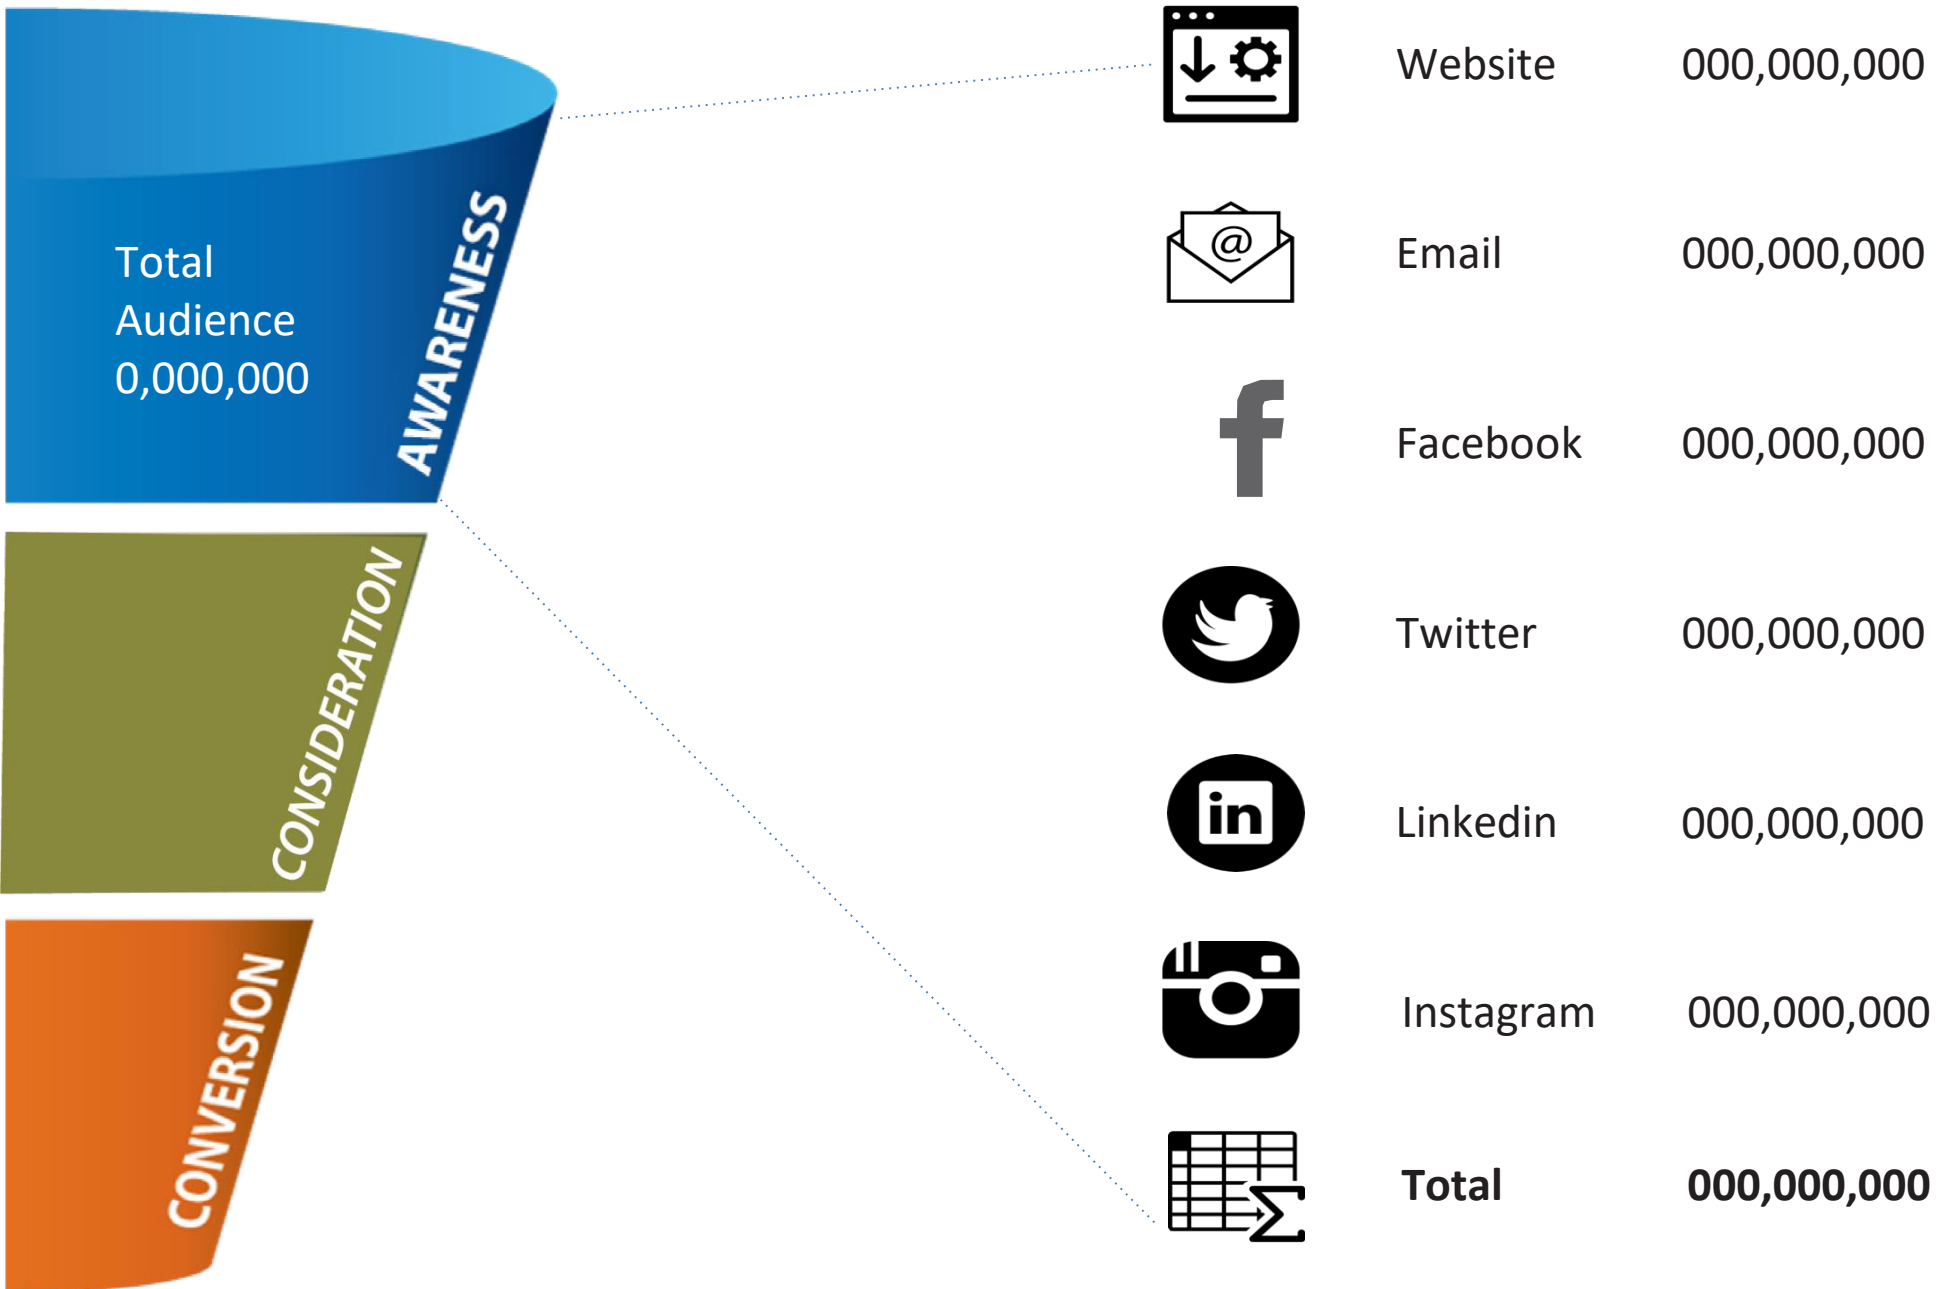 Total
Audience
0,000,000
AWARENESS
CONSIDERATION
CONVERSION
Website 000,000,000
@
Email 000,000,000
f
Facebook 000,000,000
Twitter 000,000,000
in
Linkedin 000,000,000
Instagram 000,000,000
Σ
Total 000,000,000